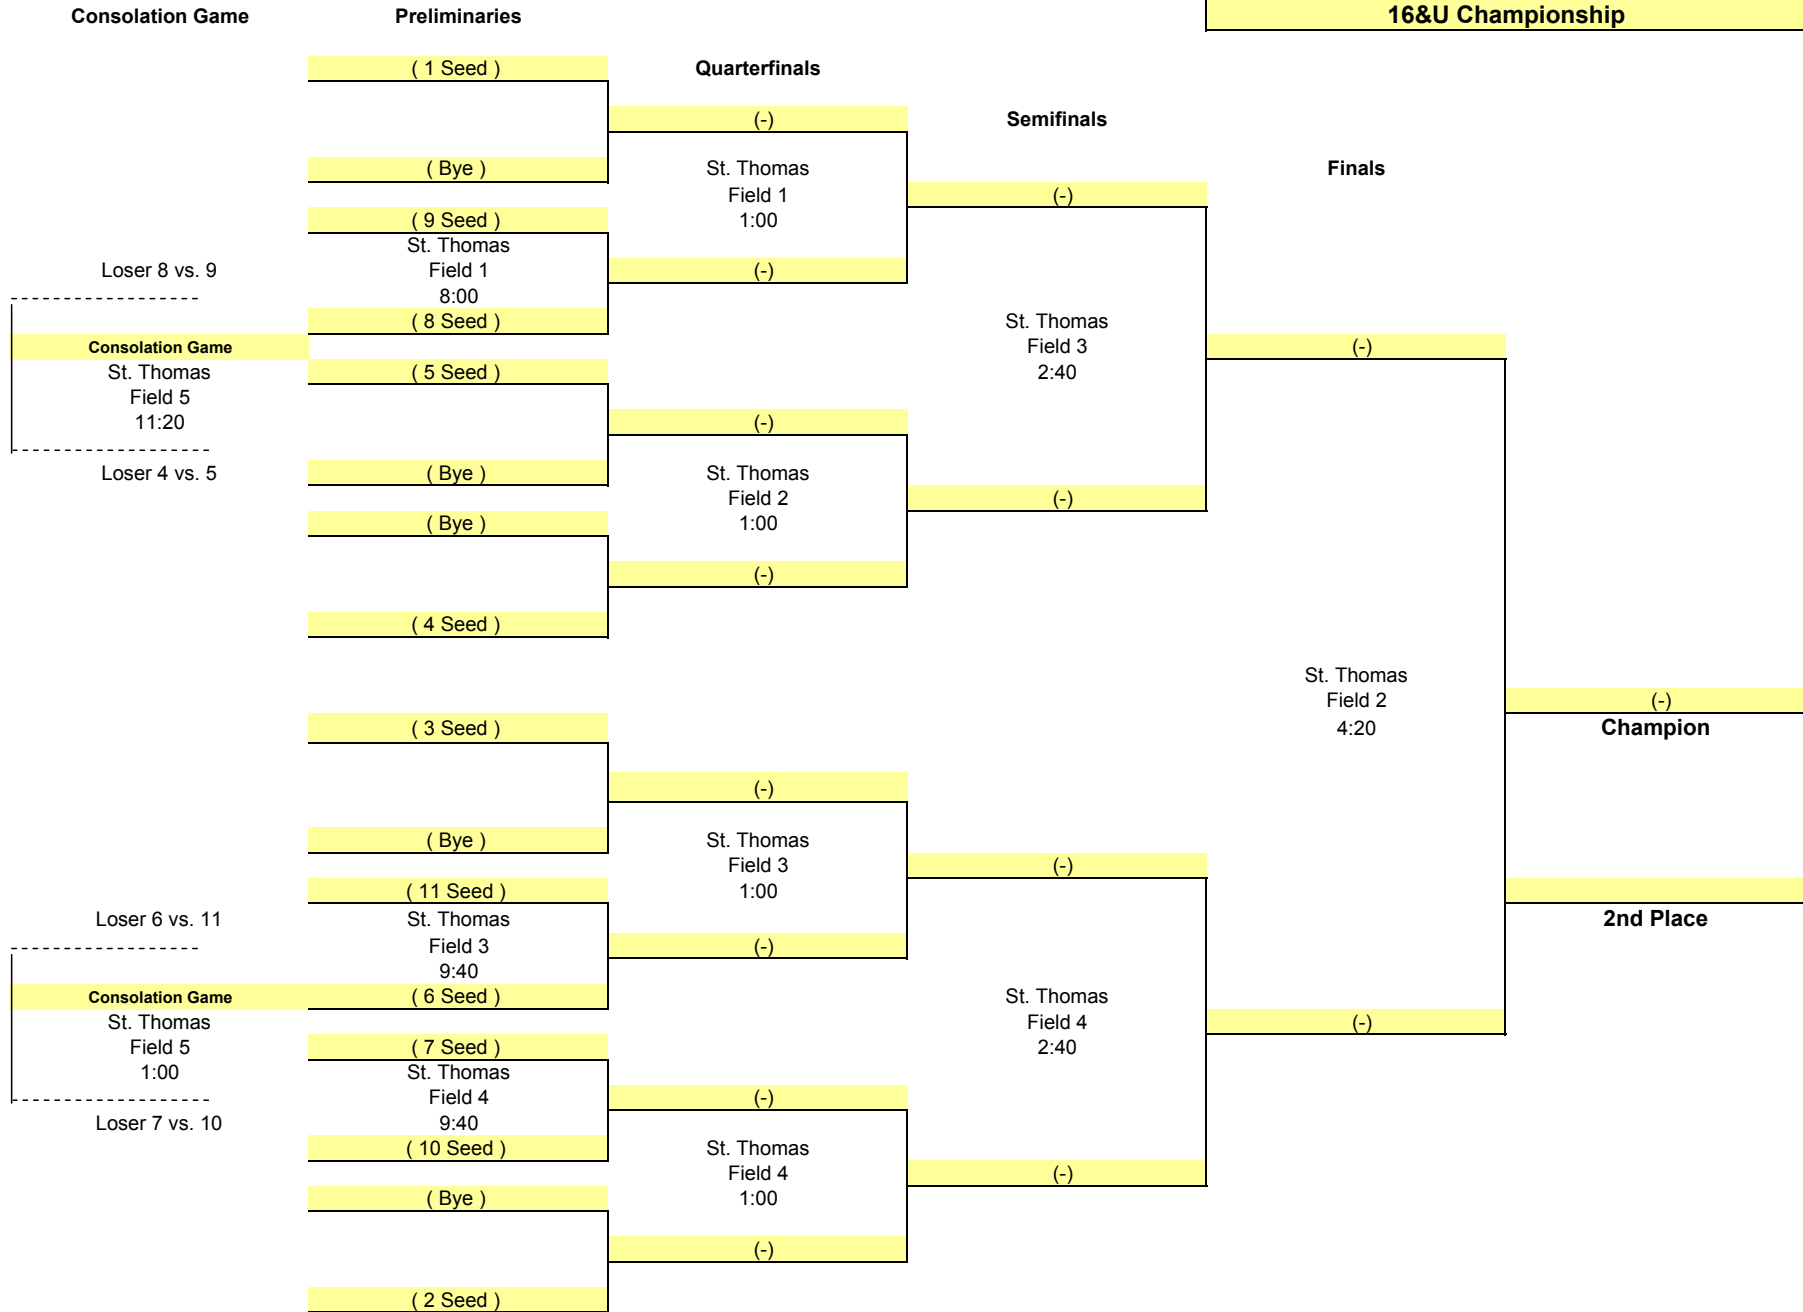 Consolation Game
Preliminaries
16&U Championship
( 1 Seed )
Quarterfinals
(-)
Semifinals
( Bye )
St. Thomas
Field 1
1:00
Finals
(-)
( 9 Seed )
St. Thomas
Field 1
8:00
( 8 Seed )
Loser 8 vs. 9
(-)
Consolation Game
St. Thomas
Field 5
11:20
Loser 4 vs. 5
St. Thomas
Field 3
2:40
(-)
( 5 Seed )
(-)
( Bye )
St. Thomas
Field 2
1:00
(-)
( Bye )
(-)
( 4 Seed )
St. Thomas
Field 2
4:20
(-)
Champion
( 3 Seed )
(-)
( Bye )
St. Thomas
Field 3
1:00
(-)
( 11 Seed )
St. Thomas
Field 3
9:40
( 6 Seed )
Loser 6 vs. 11
(-)
2nd Place
Consolation Game
St. Thomas
Field 5
1:00
Loser 7 vs. 10
St. Thomas
Field 4
2:40
(-)
( 7 Seed )
St. Thomas
Field 4
9:40
( 10 Seed )
(-)
St. Thomas
Field 4
1:00
(-)
( Bye )
(-)
( 2 Seed )